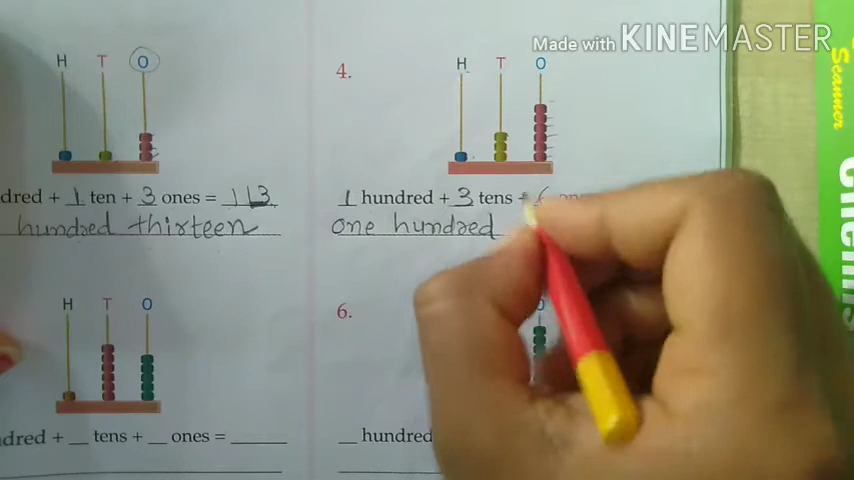 Made with KINEMASTER
Scanner
H T O
4.
H T O
dred + 1 ten + 3 ones = 113
hundred thirteen
1 hundred + 3 tens +
one hundred
H T O
6.
dred + __ tens + __ ones = ______
__ hundred